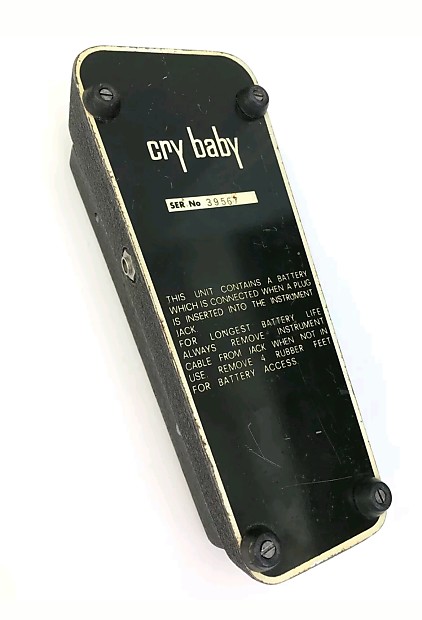 cry baby
SER No 39567
THIS UNIT CONTAINS A BATTERY
WHICH IS CONNECTED WHEN A PLUG
IS INSERTED INTO THE INSTRUMENT
JACK.
FOR LONGEST BATTERY LIFE
ALWAYS REMOVE INSTRUMENT
CABLE FROM JACK WHEN NOT IN
USE. REMOVE 4 RUBBER FEET
FOR BATTERY ACCESS.